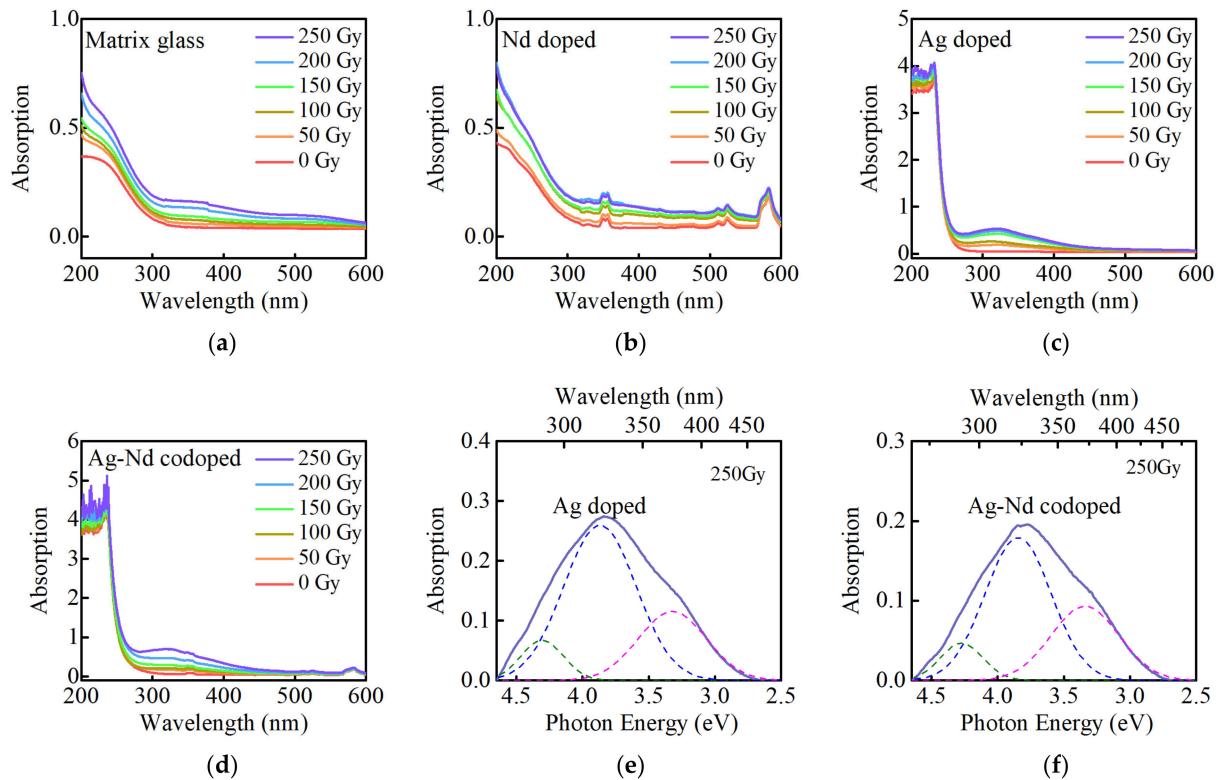 1.0
0.5
0.0
Absorption
Matrix glass
250 Gy
200 Gy
150 Gy
100 Gy
50 Gy
0 Gy
200 300 400 500 600
Wavelength (nm)
(a)
1.0
0.5
0.0
Absorption
Nd doped
250 Gy
200 Gy
150 Gy
100 Gy
50 Gy
0 Gy
200 300 400 500 600
Wavelength (nm)
(b)
5
4
3
2
1
0
Absorption
Ag doped
250 Gy
200 Gy
150 Gy
100 Gy
50 Gy
0 Gy
200 300 400 500 600
Wavelength (nm)
(c)
6
5
4
3
2
1
0
Absorption
Ag-Nd codoped
250 Gy
200 Gy
150 Gy
100 Gy
50 Gy
0 Gy
200 300 400 500 600
Wavelength (nm)
(d)
Wavelength (nm)
300 350 400 450
0.4
0.3
0.2
0.1
0.0
Absorption
250Gy
Ag doped
4.5 4.0 3.5 3.0 2.5
Photon Energy (eV)
(e)
Wavelength (nm)
300 350 400 450
0.3
0.2
0.1
0.0
Absorption
250Gy
Ag-Nd codoped
4.5 4.0 3.5 3.0 2.5
Photon Energy (eV)
(f)